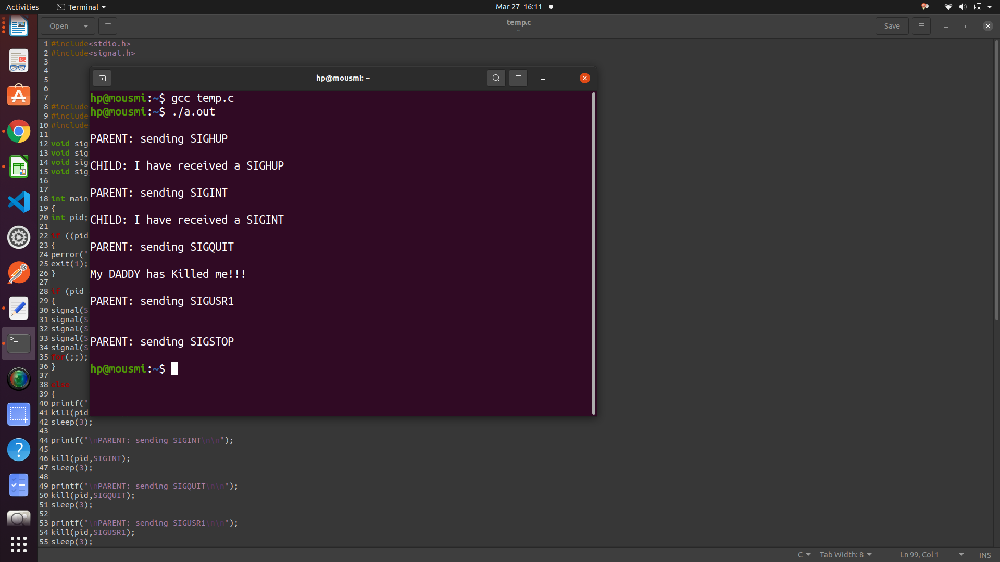 Activities
Terminal
Mar 27 16:11
Open
temp.c
~
Save
1 #include<stdio.h>
2 #include<signal.h>
3
4
5
6
7
8 #include
9 #include
10 #include
11
12 void sig
13 void sig
14 void sig
15 void sig
16
17
18 int main
19 {
20 int pid;
21
22 if ((pid
23 {
24 perror("
25 exit(1);
26 }
27
28 if (pid
29 {
30 signal(S
31 signal(S
32 signal(S
33 signal(S
34 signal(S
35 for(;;);
36 }
37
38 else
39 {
40 printf("
41 kill(pid
42 sleep(3);
43
44 printf("\nPARENT: sending SIGINT\n\n");
45
46 kill(pid,SIGINT);
47 sleep(3);
48
49 printf("\nPARENT: sending SIGQUIT\n\n");
50 kill(pid,SIGQUIT);
51 sleep(3);
52
53 printf("\nPARENT: sending SIGUSR1\n\n");
54 kill(pid,SIGUSR1);
55 sleep(3);
hp@mousmi: ~
hp@mousmi:~$ gcc temp.c
hp@mousmi:~$ ./a.out
PARENT: sending SIGHUP
CHILD: I have received a SIGHUP
PARENT: sending SIGINT
CHILD: I have received a SIGINT
PARENT: sending SIGQUIT
My DADDY has Killed me!!!
PARENT: sending SIGUSR1
PARENT: sending SIGSTOP
hp@mousmi:~$
C
Tab Width: 8
Ln 99, Col 1
INS